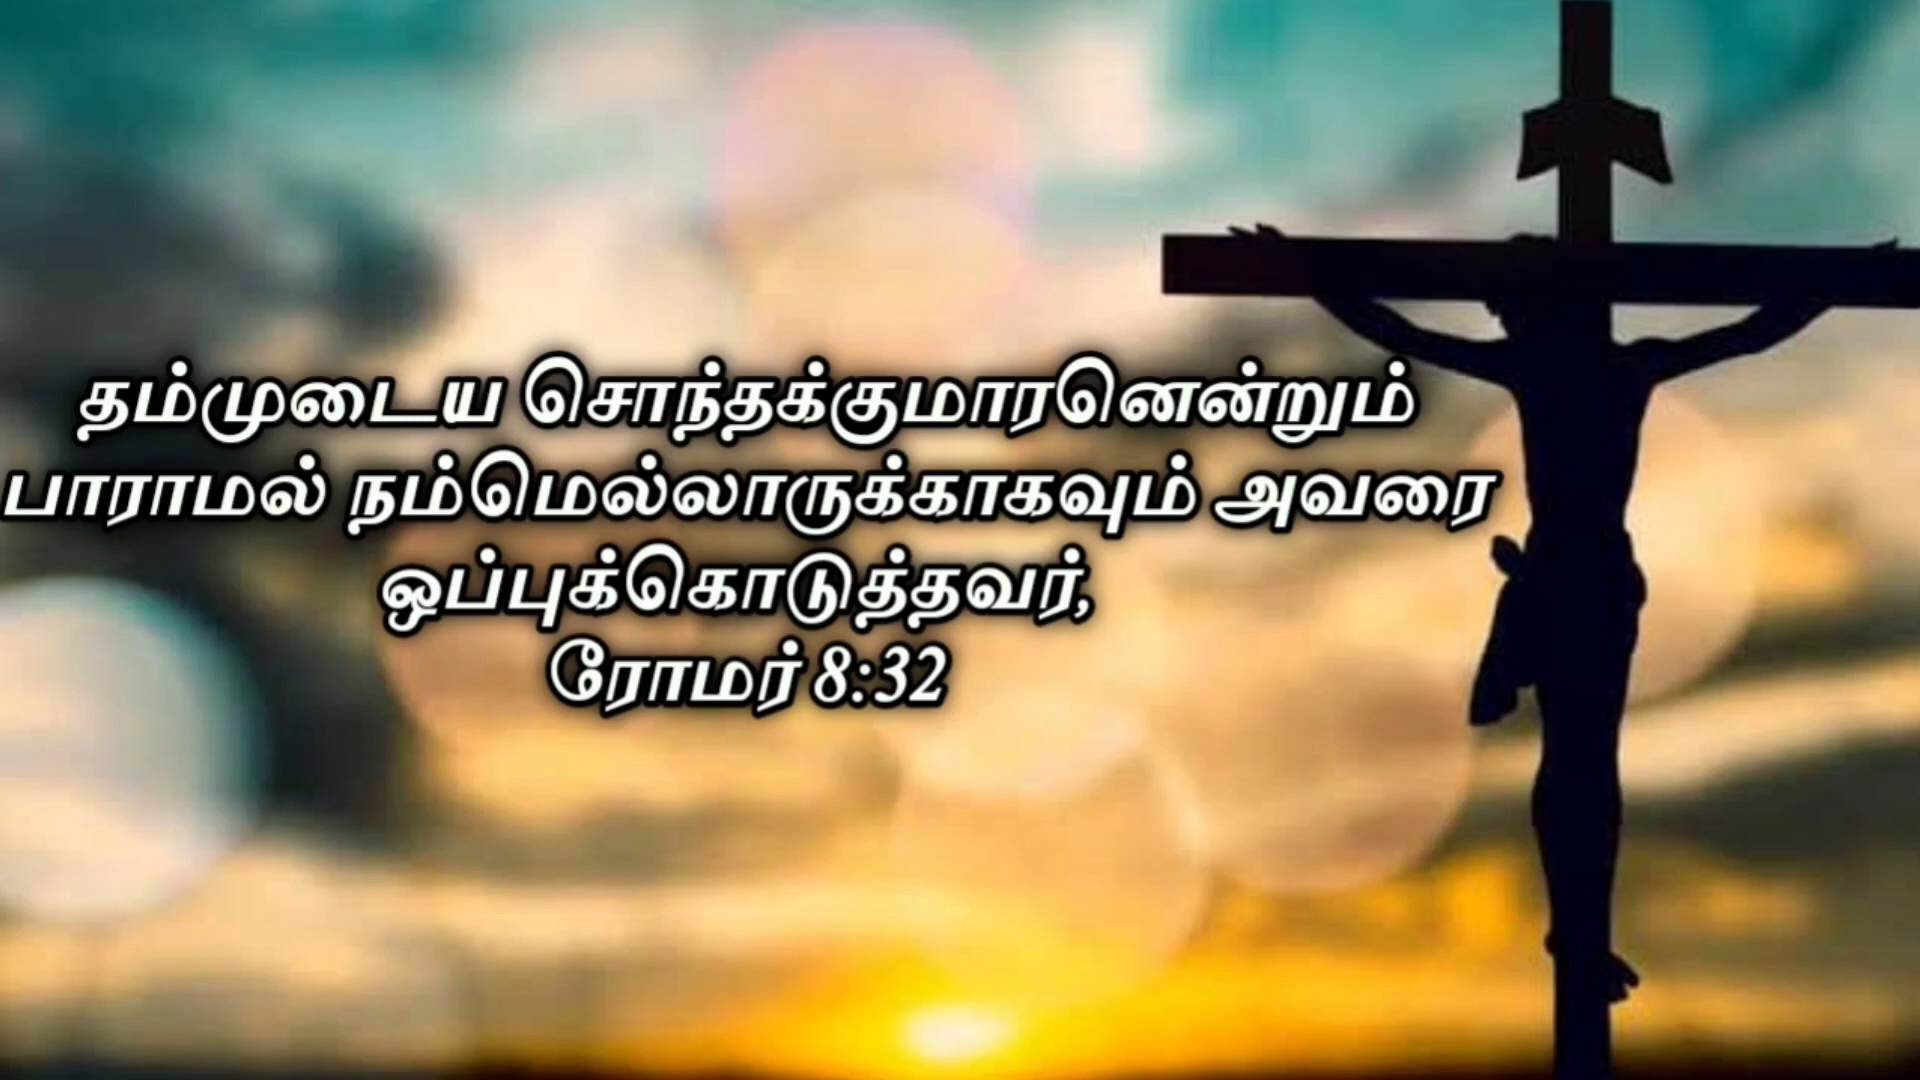 தம்முடைய சொந்தக்குமாரனென்றும்
பாராமல் நம்மெல்லாருக்காகவும் அவரை
ஒப்புக்கொடுத்தவர்,
ரோமர் 8:32